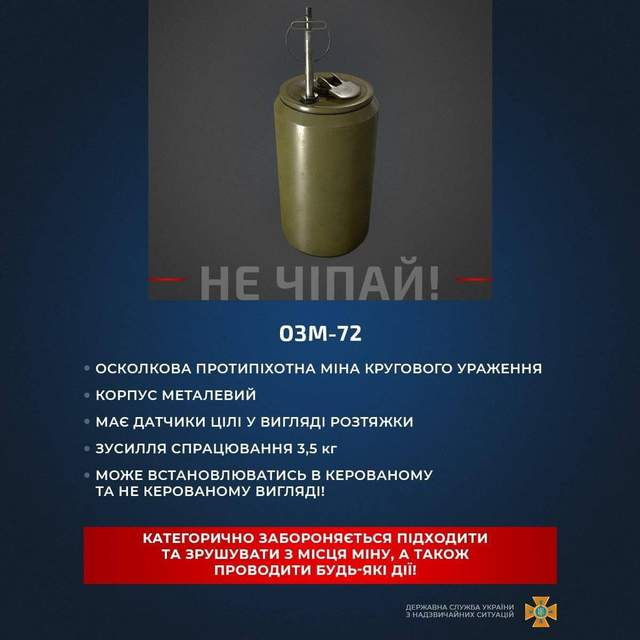 НЕ ЧІПАЙ!
ОЗМ-72
• ОСКОЛКОВА ПРОТИПІХОТНА МІНА КРУГОВОГО УРАЖЕННЯ
• КОРПУС МЕТАЛЕВИЙ
• МАЄ ДАТЧИКИ ЦІЛІ У ВИГЛЯДІ РОЗТЯЖКИ
• ЗУСИЛЛЯ СПРАЦЮВАННЯ 3,5 кг
• МОЖЕ ВСТАНОВЛЮВАТИСЬ В КЕРОВАНОМУ
ТА НЕ КЕРОВАНОМУ ВИГЛЯДІ!
КАТЕГОРИЧНО ЗАБОРОНЯЄТЬСЯ ПІДХОДИТИ
ТА ЗРУШУВАТИ З МІСЦЯ МІНУ, А ТАКОЖ
ПРОВОДИТИ БУДЬ-ЯКІ ДІЇ!
ДЕРЖАВНА СЛУЖБА УКРАЇНИ
З НАДЗВИЧАЙНИХ СИТУАЦІЙ